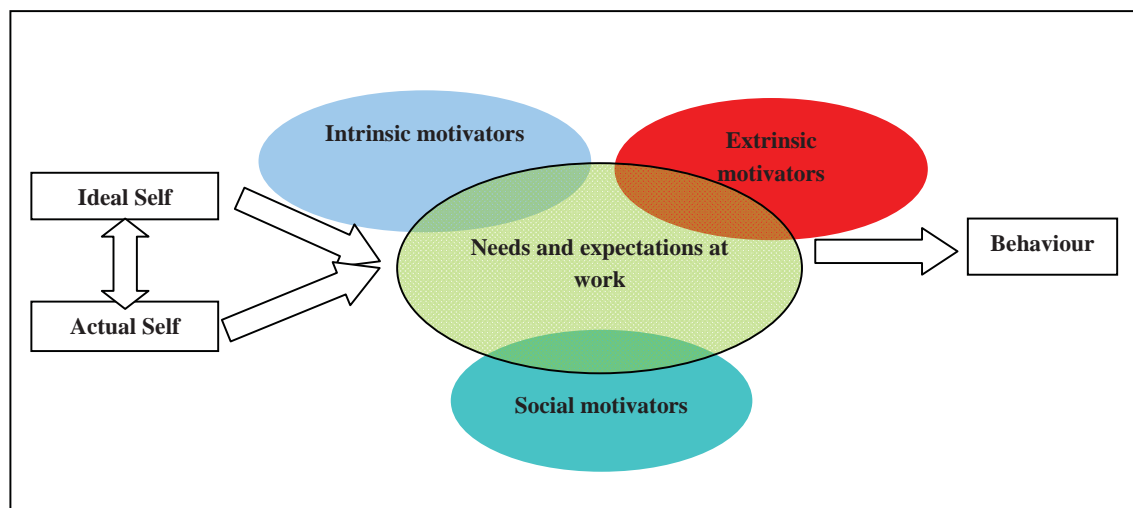 Intrinsic motivators
Extrinsic
motivators
Ideal Self
Needs and expectations at
work
Behaviour
Actual Self
Social motivators